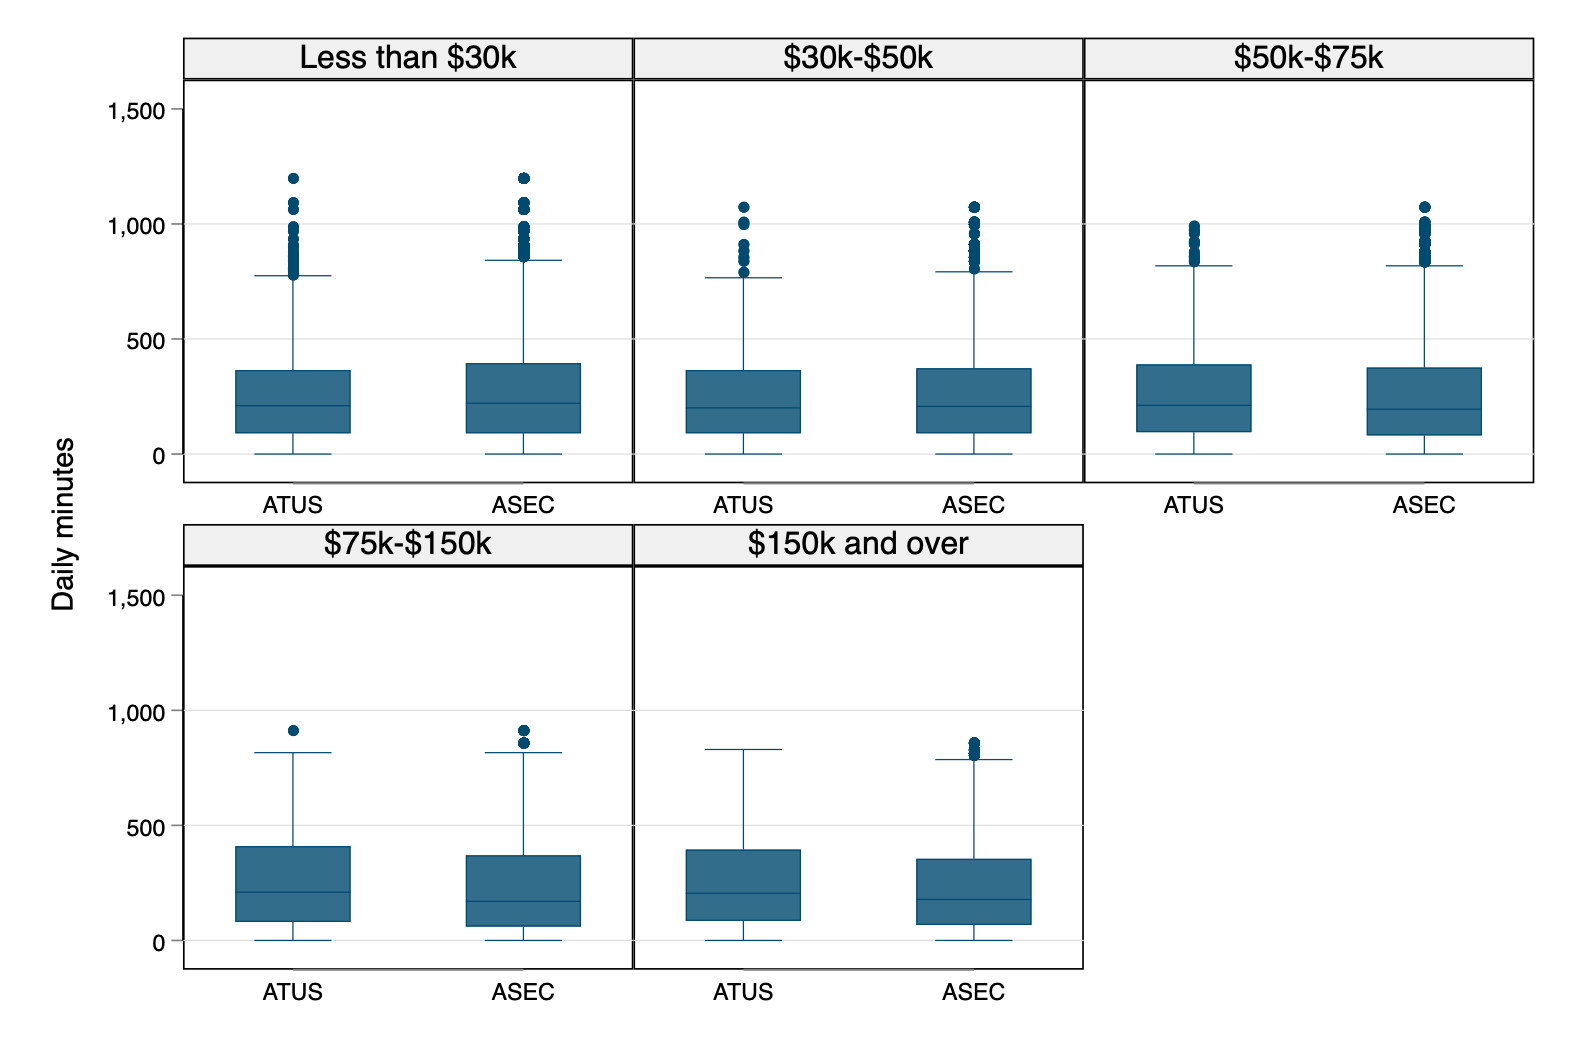 Less than $30k
$30k-$50k
$50k-$75k
1,500
1,000
500
0
ATUS
ASEC
ATUS
ASEC
ATUS
ASEC
Daily minutes
$75k-$150k
$150k and over
1,500
1,000
500
0
ATUS
ASEC
ATUS
ASEC